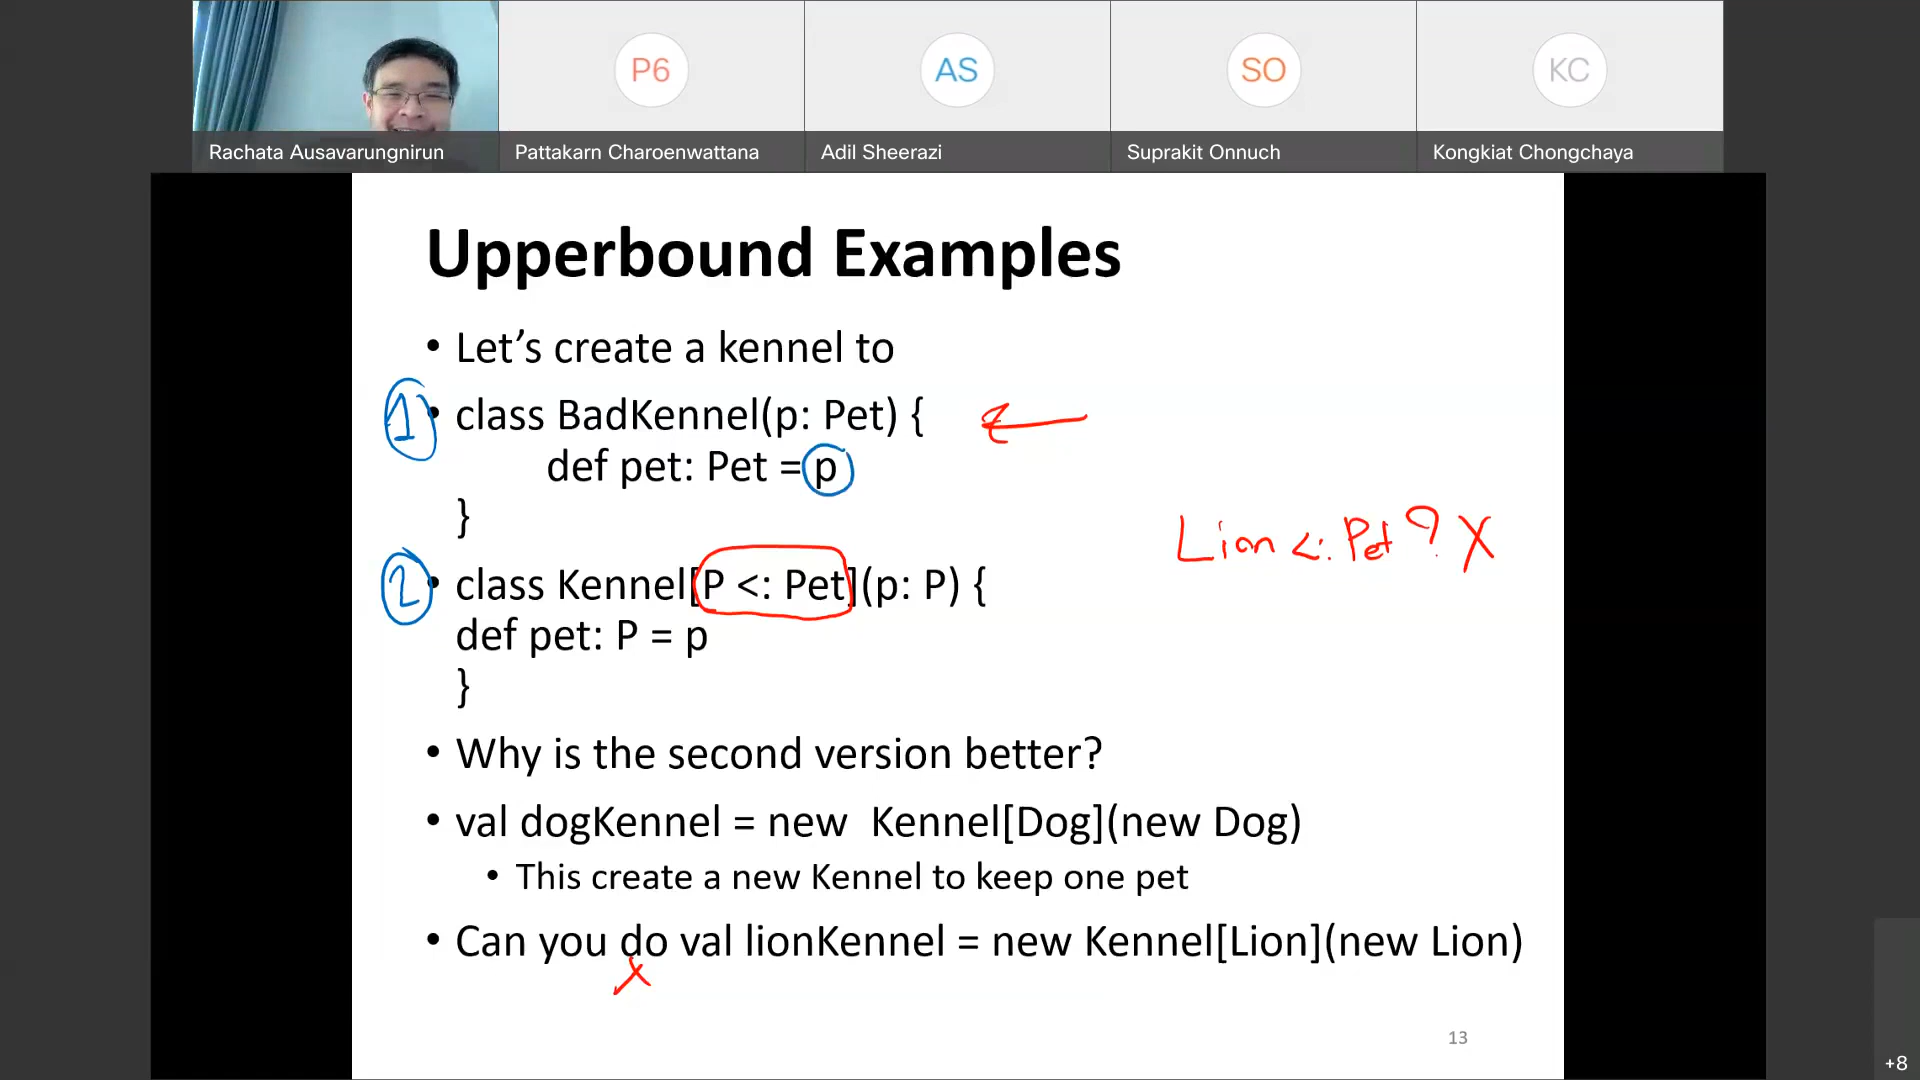 P6
AS
SO
KC
Rachata Ausavarungnirun
Pattakarn Charoenwattana
Adil Sheerazi
Suprakit Onnuch
Kongkiat Chongchaya
Upperbound Examples
• Let’s create a kennel to
1 • class BadKennel(p: Pet) {
def pet: Pet = p
}
Lion <: Pet ? X
2 • class Kennel[P <: Pet](p: P) {
def pet: P = p
}
• Why is the second version better?
• val dogKennel = new  Kennel[Dog](new Dog)
• This create a new Kennel to keep one pet
• Can you do val lionKennel = new Kennel[Lion](new Lion)
X
13
+8